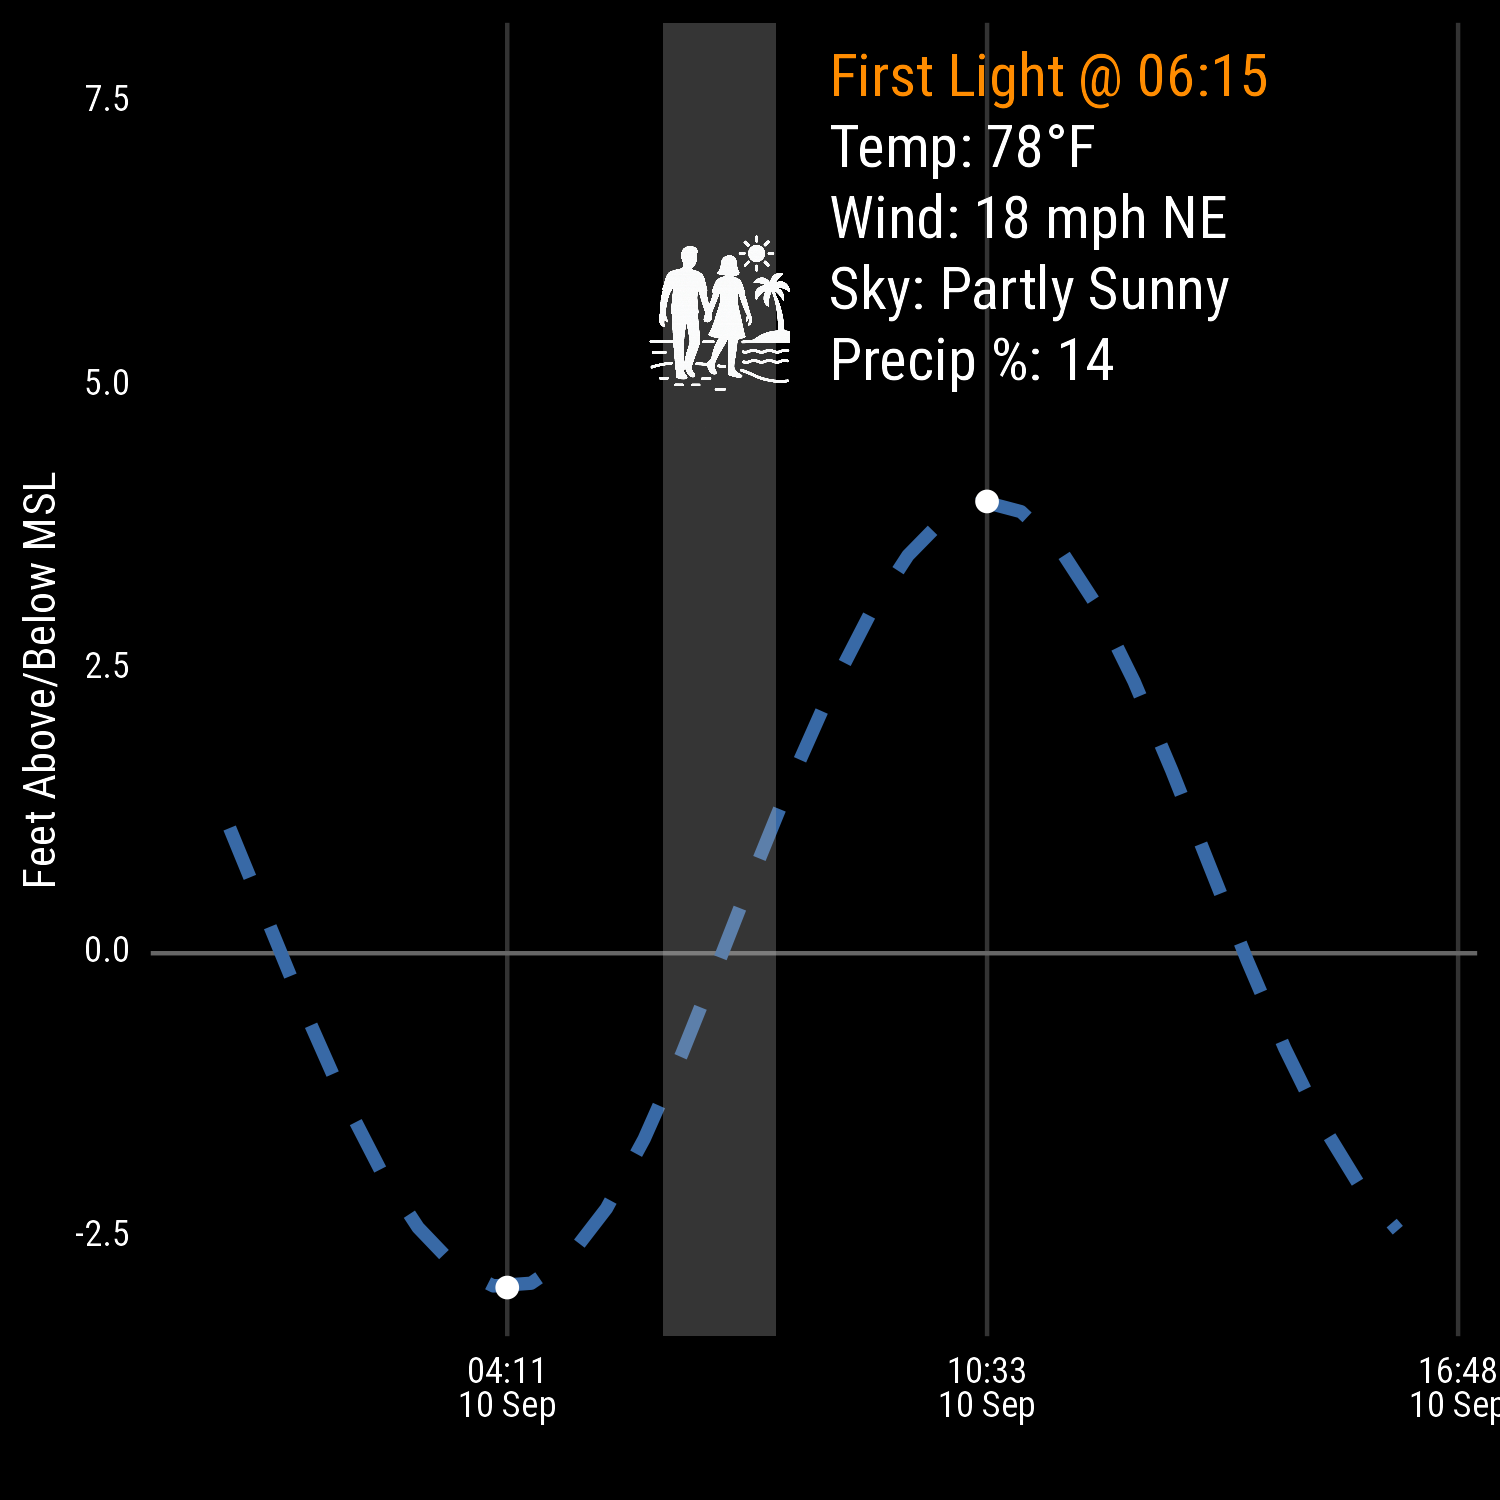 First Light @ 06:15
Temp: 78°F
Wind: 18 mph NE
Sky: Partly Sunny
Precip %: 14
7.5
5.0
2.5
0.0
-2.5
Feet Above/Below MSL
04:11
10 Sep
10:33
10 Sep
16:48
10 Sep